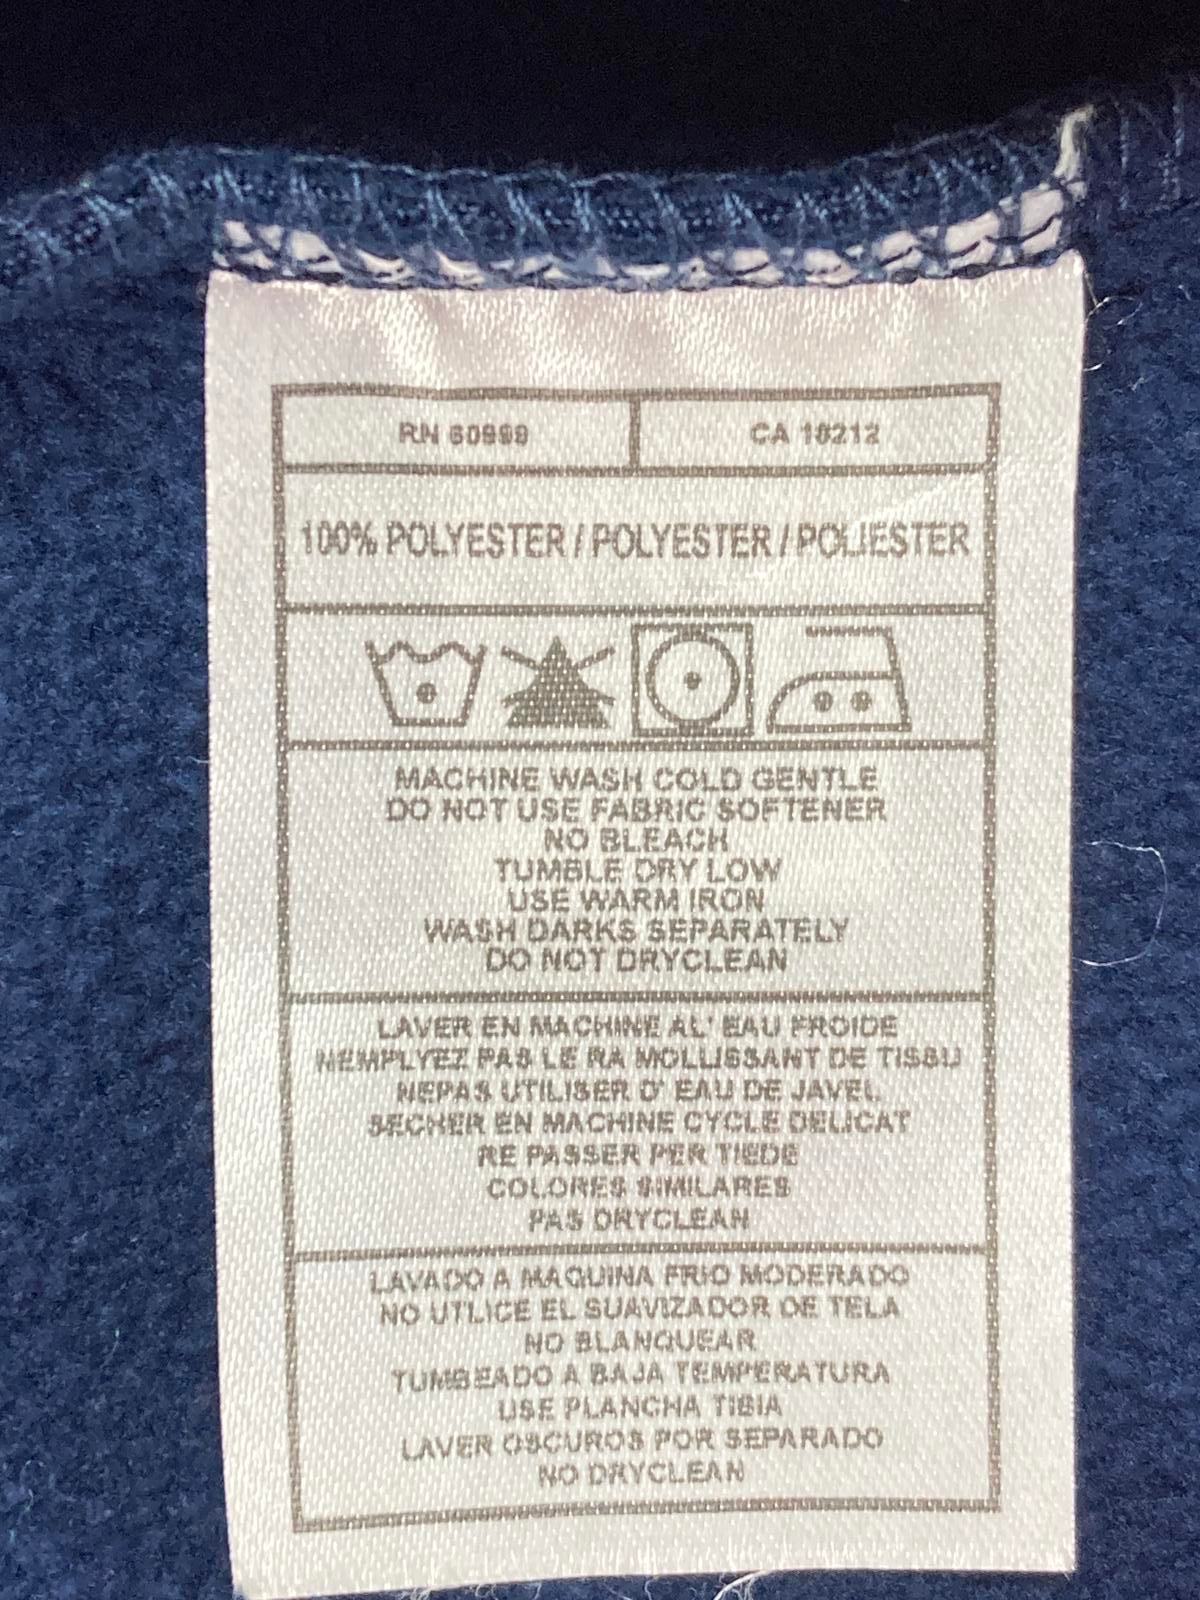 RN 60999
CA 18212
100% POLYESTER / POLYESTER / POLIESTER
MACHINE WASH COLD GENTLE
DO NOT USE FABRIC SOFTENER
NO BLEACH
TUMBLE DRY LOW
USE WARM IRON
WASH DARKS SEPARATELY
DO NOT DRYCLEAN
LAVER EN MACHINE A L' EAU FROIDE
NEMPLYEZ PAS LE RA MOLLISSANT DE TISSU
NEPAS UTILISER D' EAU DE JAVEL
SECHER EN MACHINE CYCLE DELICAT
RE PASSER PER TIEDE
COLORES SIMILARES
PAS DRYCLEAN
LAVADO A MAQUINA FRIO MODERADO
NO UTLICE EL SUAVIZADOR DE TELA
NO BLANQUEAR
TUMBEADO A BAJA TEMPERATURA
USE PLANCHA TIBIA
LAVER OSCUROS POR SEPARADO
NO DRYCLEAN